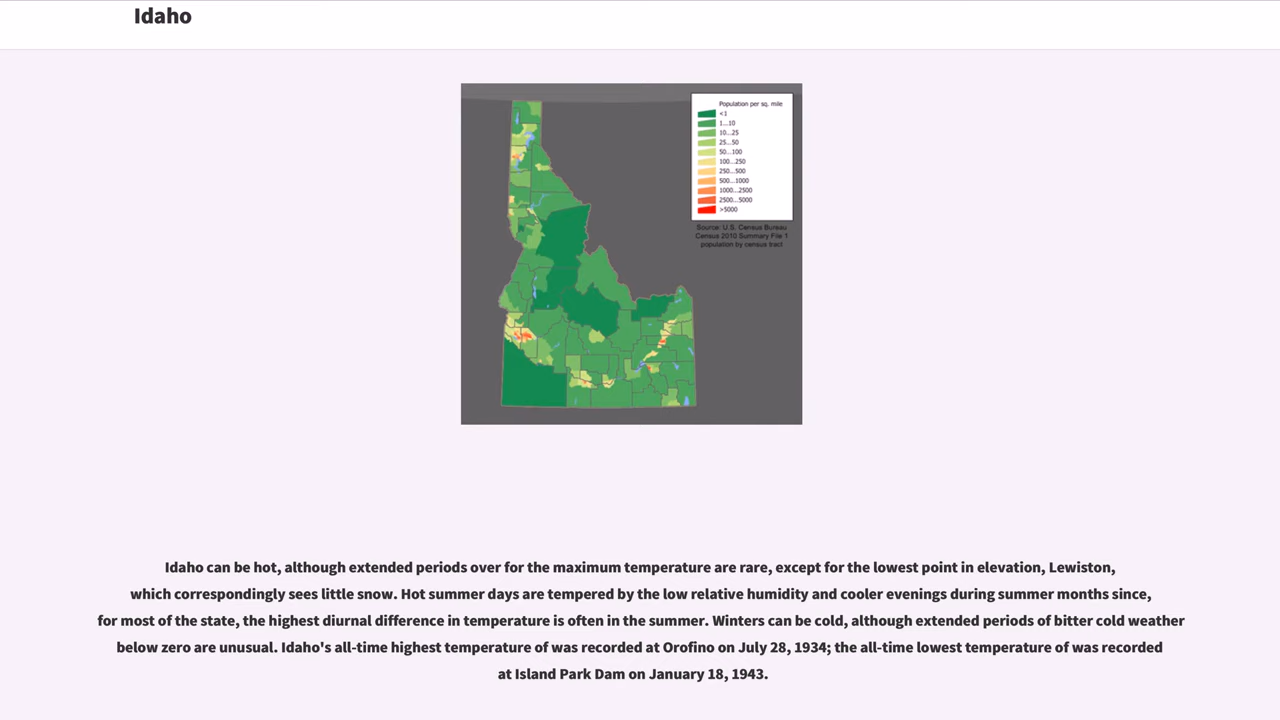 Idaho
Population per sq. mile
<1
1...10
10...25
25...50
50...100
100...250
250...500
500...1000
1000...2500
2500...5000
>5000
Source: U.S. Census Bureau
Census 2010 Summary File 1
population by census tract
Idaho can be hot, although extended periods over for the maximum temperature are rare, except for the lowest point in elevation, Lewiston,
which correspondingly sees little snow. Hot summer days are tempered by the low relative humidity and cooler evenings during summer months since,
for most of the state, the highest diurnal difference in temperature is often in the summer. Winters can be cold, although extended periods of bitter cold weather
below zero are unusual. Idaho's all-time highest temperature of was recorded at Orofino on July 28, 1934; the all-time lowest temperature of was recorded
at Island Park Dam on January 18, 1943.